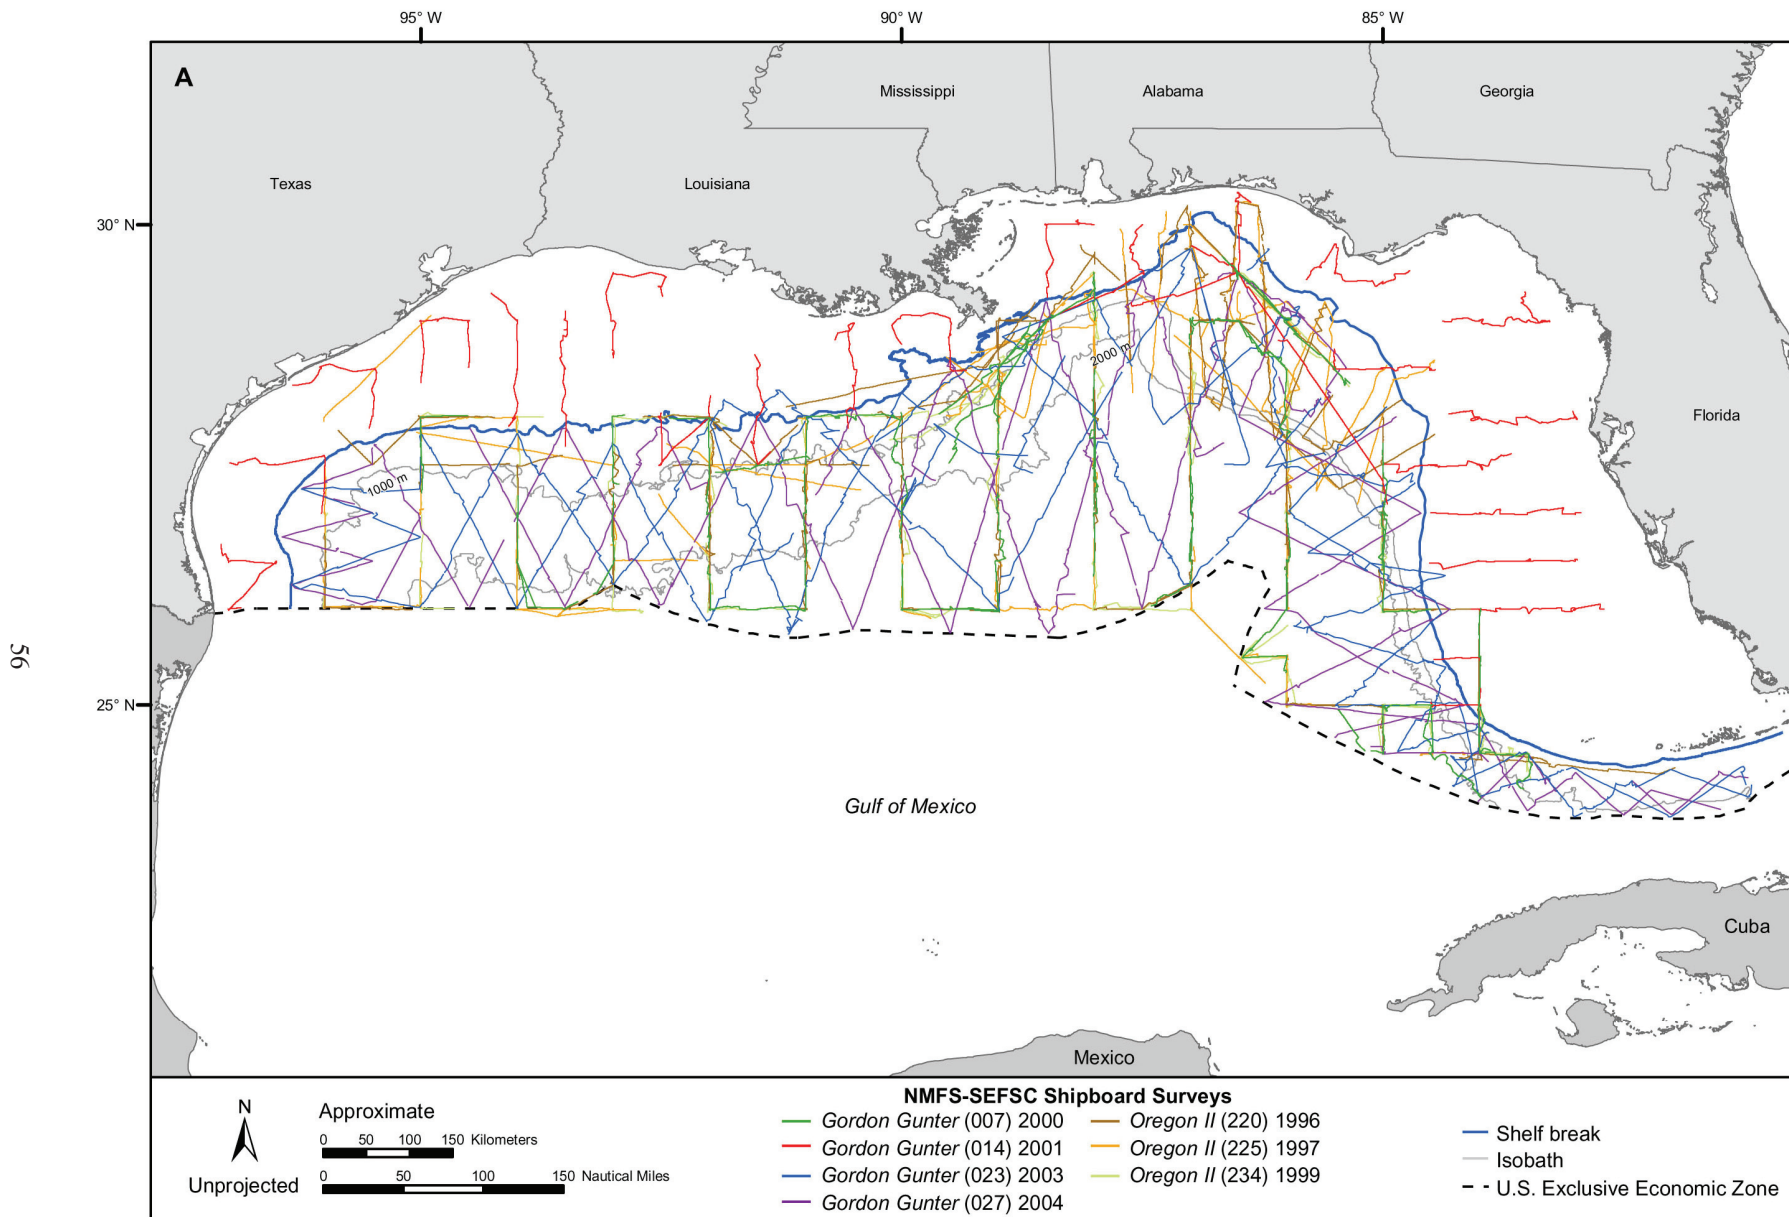 95° W
90° W
85° W
A
Mississippi
Alabama
Georgia
Texas
Louisiana
30° N
2000 m
Florida
1000 m
56
25° N
Gulf of Mexico
Cuba
Mexico
N
Unprojected
Approximate
0 50 100 150 Kilometers
0 50 100 150 Nautical Miles
NMFS-SEFSC Shipboard Surveys
Gordon Gunter (007) 2000
Gordon Gunter (014) 2001
Gordon Gunter (023) 2003
Gordon Gunter (027) 2004
Oregon II (220) 1996
Oregon II (225) 1997
Oregon II (234) 1999
Shelf break
Isobath
U.S. Exclusive Economic Zone